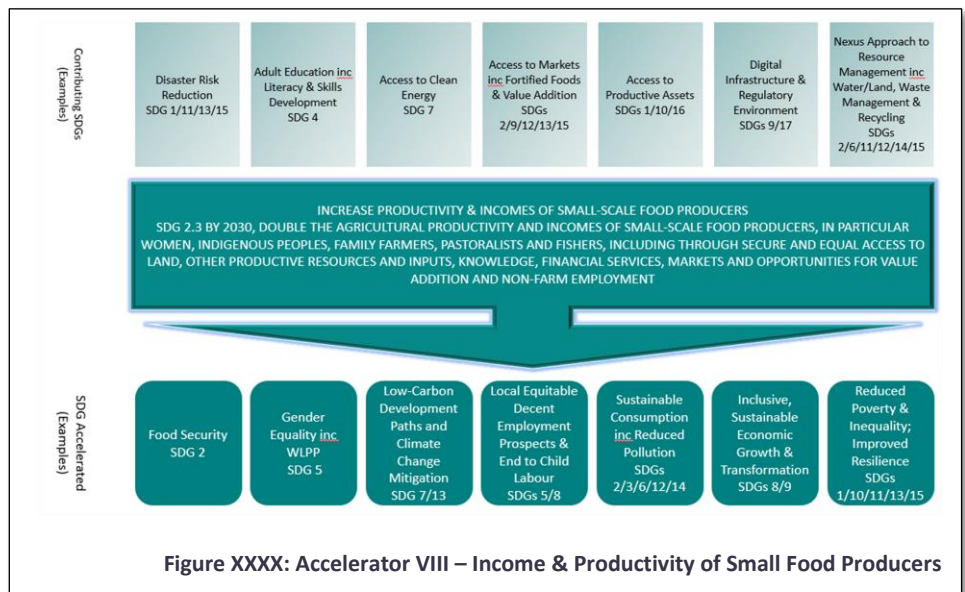 Contributing SDGs
(Examples)
Disaster Risk
Reduction
SDG 1/11/13/15
Adult Education inc
Literacy & Skills
Development
SDG 4
Access to Clean
Energy
SDG 7
Access to Markets
inc Fortified Foods
& Value Addition
SDGs
2/9/12/13/15
Access to
Productive Assets
SDGs 1/10/16
Digital
Infrastructure &
Regulatory
Environment
SDGs 9/17
Nexus Approach to
Resource
Management inc
Water/Land, Waste
Management &
Recycling
SDGs
2/6/11/12/14/15
INCREASE PRODUCTIVITY & INCOMES OF SMALL-SCALE FOOD PRODUCERS
SDG 2.3 BY 2030, DOUBLE THE AGRICULTURAL PRODUCTIVITY AND INCOMES OF SMALL-SCALE FOOD PRODUCERS, IN PARTICULAR
WOMEN, INDIGENOUS PEOPLES, FAMILY FARMERS, PASTORALISTS AND FISHERS, INCLUDING THROUGH SECURE AND EQUAL ACCESS TO
LAND, OTHER PRODUCTIVE RESOURCES AND INPUTS, KNOWLEDGE, FINANCIAL SERVICES, MARKETS AND OPPORTUNITIES FOR VALUE
ADDITION AND NON-FARM EMPLOYMENT
SDG Accelerated
(Examples)
Food Security
SDG 2
Gender
Equality inc
WLPP
SDG 5
Low-Carbon
Development
Paths and
Climate
Change
Mitigation
SDG 7/13
Local Equitable
Decent
Employment
Prospects &
End to Child
Labour
SDGs 5/8
Sustainable
Consumption
inc Reduced
Pollution
SDGs
2/3/6/12/14
Inclusive,
Sustainable
Economic
Growth &
Transformation
SDGs 8/9
Reduced
Poverty &
Inequality;
Improved
Resilience
SDGs
1/10/11/13/15
Figure XXXX: Accelerator VIII – Income & Productivity of Small Food Producers